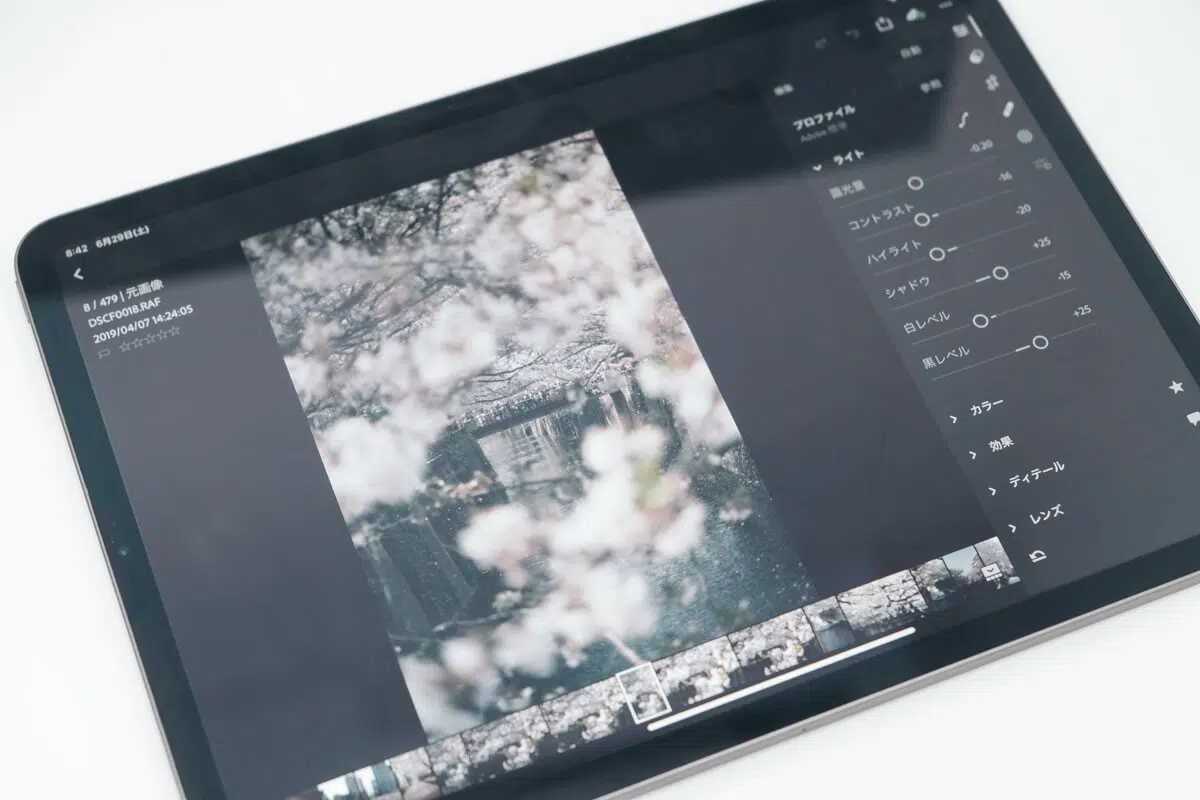 8:42 6月29日(土)
8 / 479 | 元画像
DSCF0018.RAF
2019/04/07 14:24:05
編集
自動
プロファイル
参照
Adobe 標準
ライト
露光量 -0.20
コントラスト -16
ハイライト -20
シャドウ +25
白レベル -15
黒レベル +25
カラー
効果
ディテール
レンズ